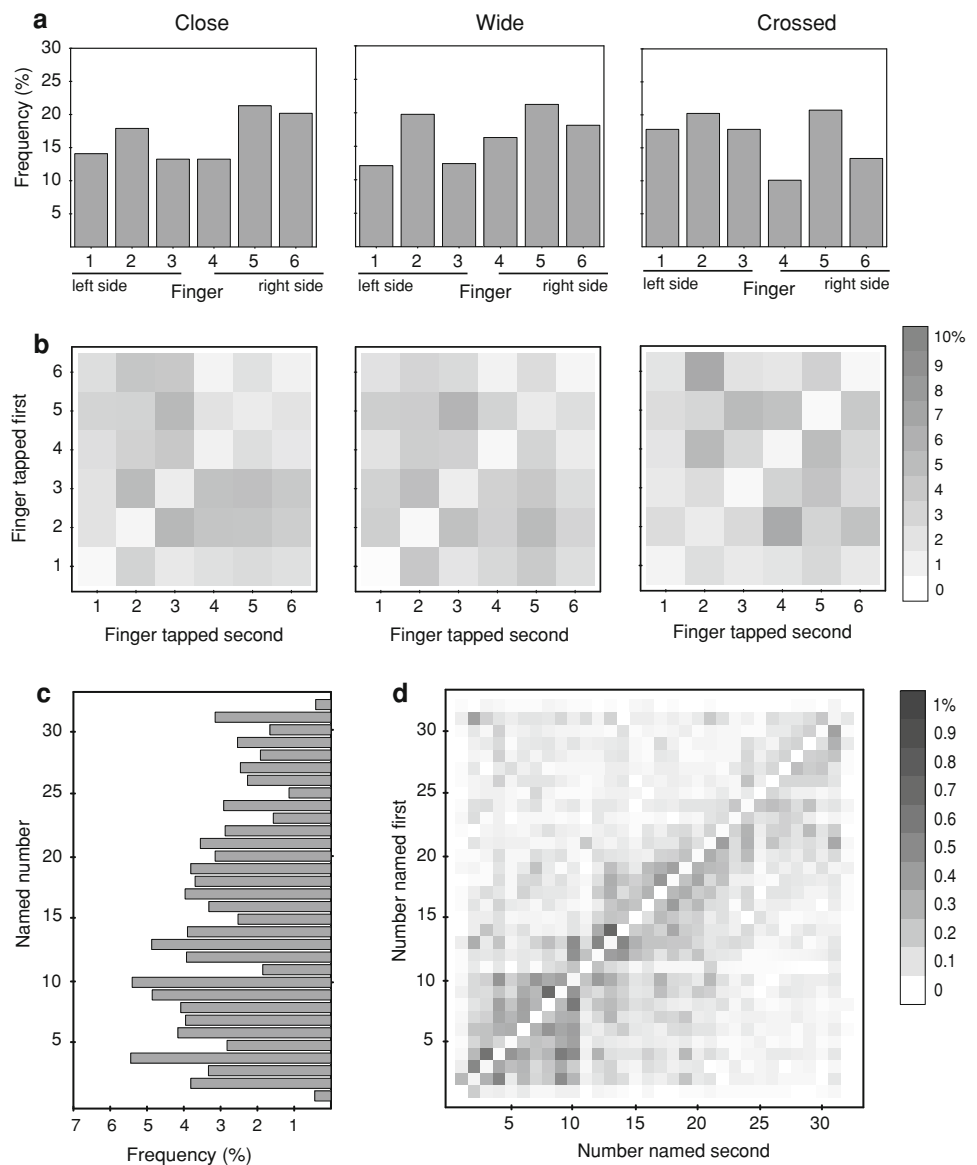 a
Close Wide Crossed
Frequency (%)
30
25
20
15
10
5
1 2 3 4 5 6
left side Finger right side
1 2 3 4 5 6
left side Finger right side
1 2 3 4 5 6
left side Finger right side
b
Finger tapped first
6
5
4
3
2
1
1 2 3 4 5 6
Finger tapped second
1 2 3 4 5 6
Finger tapped second
1 2 3 4 5 6
Finger tapped second
10%
9
8
7
6
5
4
3
2
1
0
c
Named number
30
25
20
15
10
5
7 6 5 4 3 2 1
Frequency (%)
d
Number named first
30
25
20
15
10
5
5 10 15 20 25 30
Number named second
1%
0.9
0.8
0.7
0.6
0.5
0.4
0.3
0.2
0.1
0